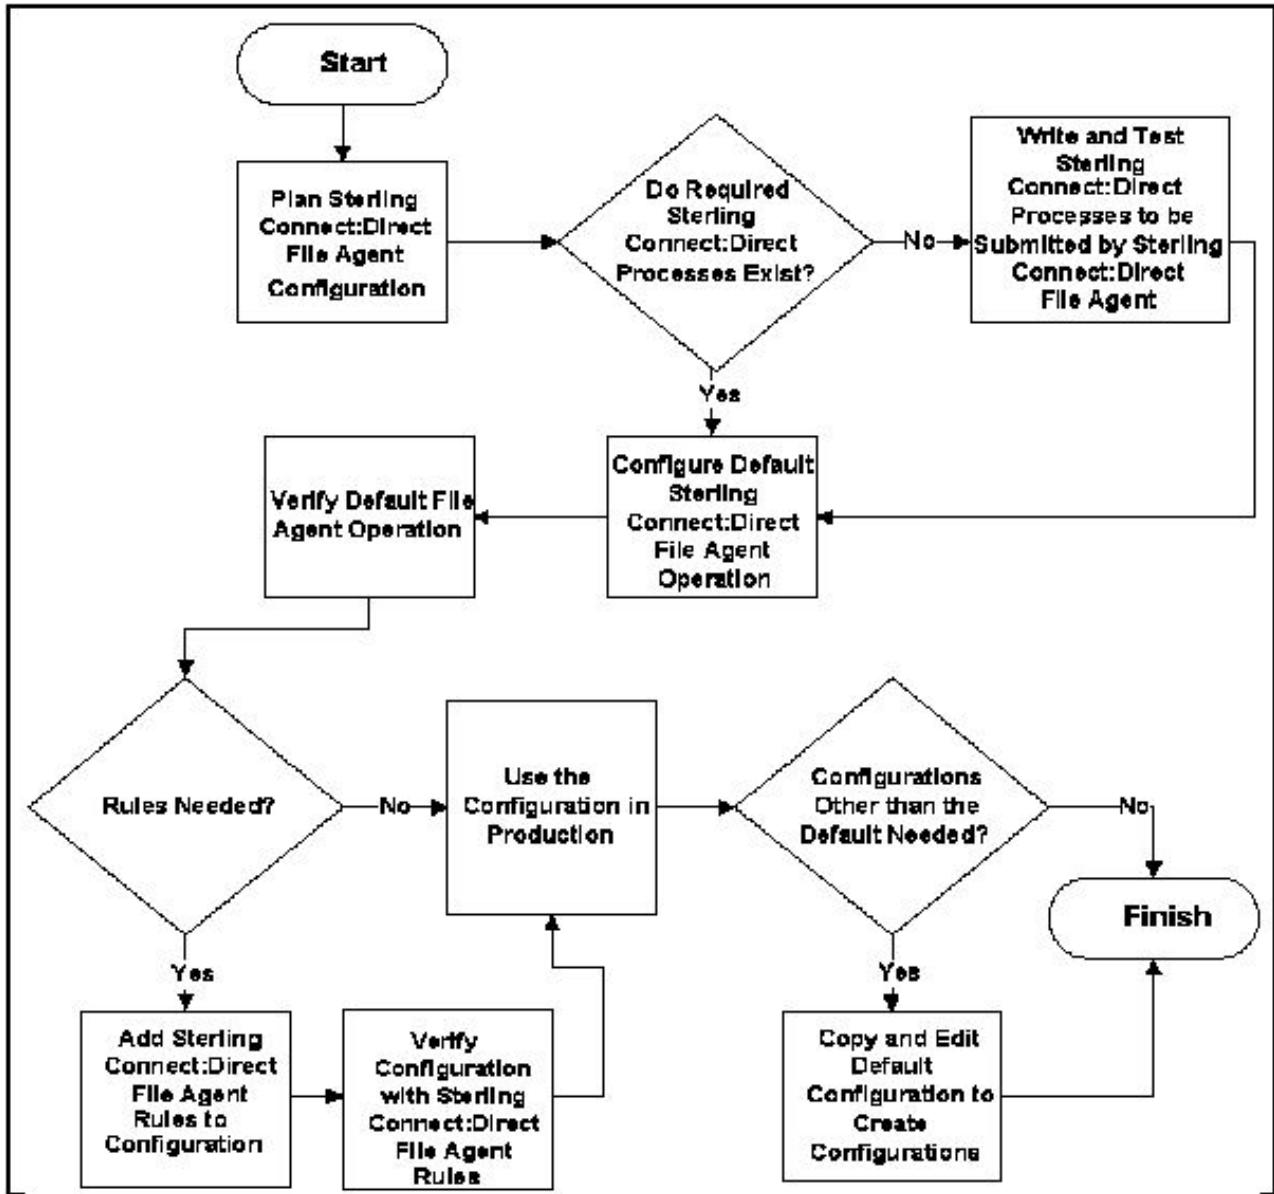 Start
Plan Sterling
Connect:Direct
File Agent
Configuration
Do Required
Sterling
Connect:Direct
Processes Exist?
No
Write and Test
Sterling
Connect:Direct
Processes to be
Submitted by Sterling
Connect:Direct
File Agent
Yes
Configure Default
Sterling
Connect:Direct
File Agent
Operation
Verify Default File
Agent Operation
Rules Needed?
No
Use the
Configuration in
Production
Configurations
Other than the
Default Needed?
No
Finish
Yes
Add Sterling
Connect:Direct
File Agent
Rules to
Configuration
Verify
Configuration
with Sterling
Connect:Direct
File Agent
Rules
Yes
Copy and Edit
Default
Configuration to
Create
Configurations